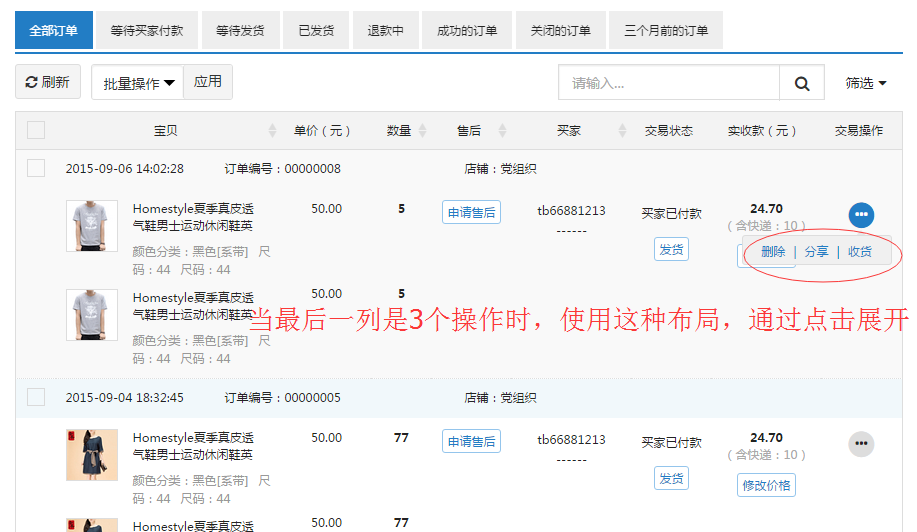 全部订单 等待买家付款 等待发货 已发货 退款中 成功的订单 关闭的订单 三个月前的订单
刷新 批量操作 应用 请输入... 筛选
宝贝 单价（元） 数量 售后 买家 交易状态 实收款（元） 交易操作
2015-09-06 14:02:28 订单编号：00000008 店铺：党组织
Homestyle夏季真皮透 50.00 5 申请售后 tb66881213 买家已付款 24.70
气鞋男士运动休闲鞋英 ------ （含快递：10）
颜色分类：黑色[系带] 尺 发货 删除 | 分享 | 收货
码：44 尺码：44
Homestyle夏季真皮透 50.00 5
气鞋男士运动休闲鞋英
当最后一列是3个操作时，使用这种布局，通过点击展开
颜色分类：黑色[系带] 尺
码：44 尺码：44
2015-09-04 18:32:45 订单编号：00000005 店铺：党组织
Homestyle夏季真皮透 50.00 77 申请售后 tb66881213 买家已付款 24.70
气鞋男士运动休闲鞋英 ------ （含快递：10）
颜色分类：黑色[系带] 尺 发货 修改价格
码：44 尺码：44
Homestyle夏季真皮透 50.00 77